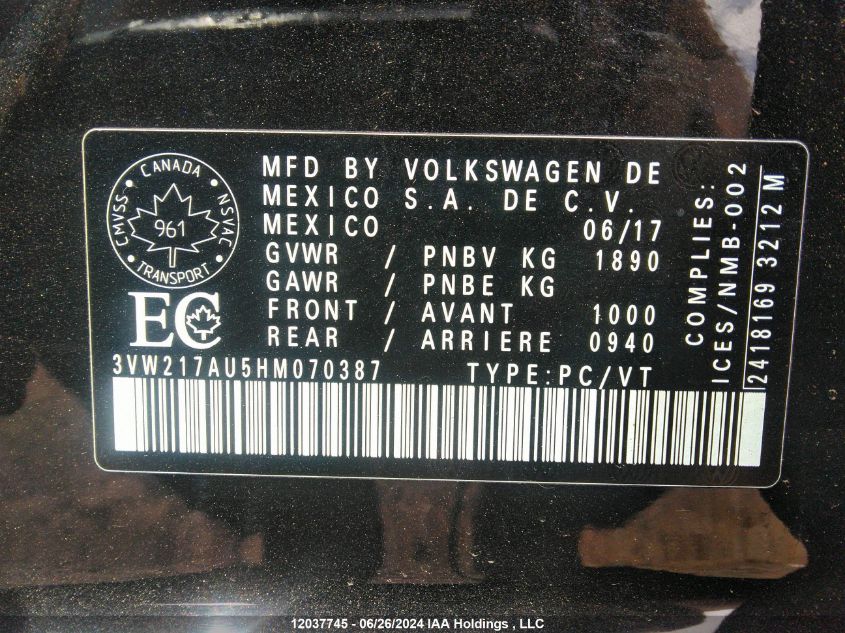 CANADA
CMVSS
NSVAC
961
TRANSPORT
EC
MFD BY VOLKSWAGEN DE
MEXICO S.A. DE C.V.
MEXICO 06/17
GVWR / PNBV KG 1890
GAWR / PNBE KG
FRONT / AVANT 1000
REAR / ARRIERE 0940
3VW217AU5HM070387 TYPE:PC/VT
COMPLIES:
ICES/NMB-002
2418169 3212 M
12037745 - 06/26/2024 IAA Holdings , LLC